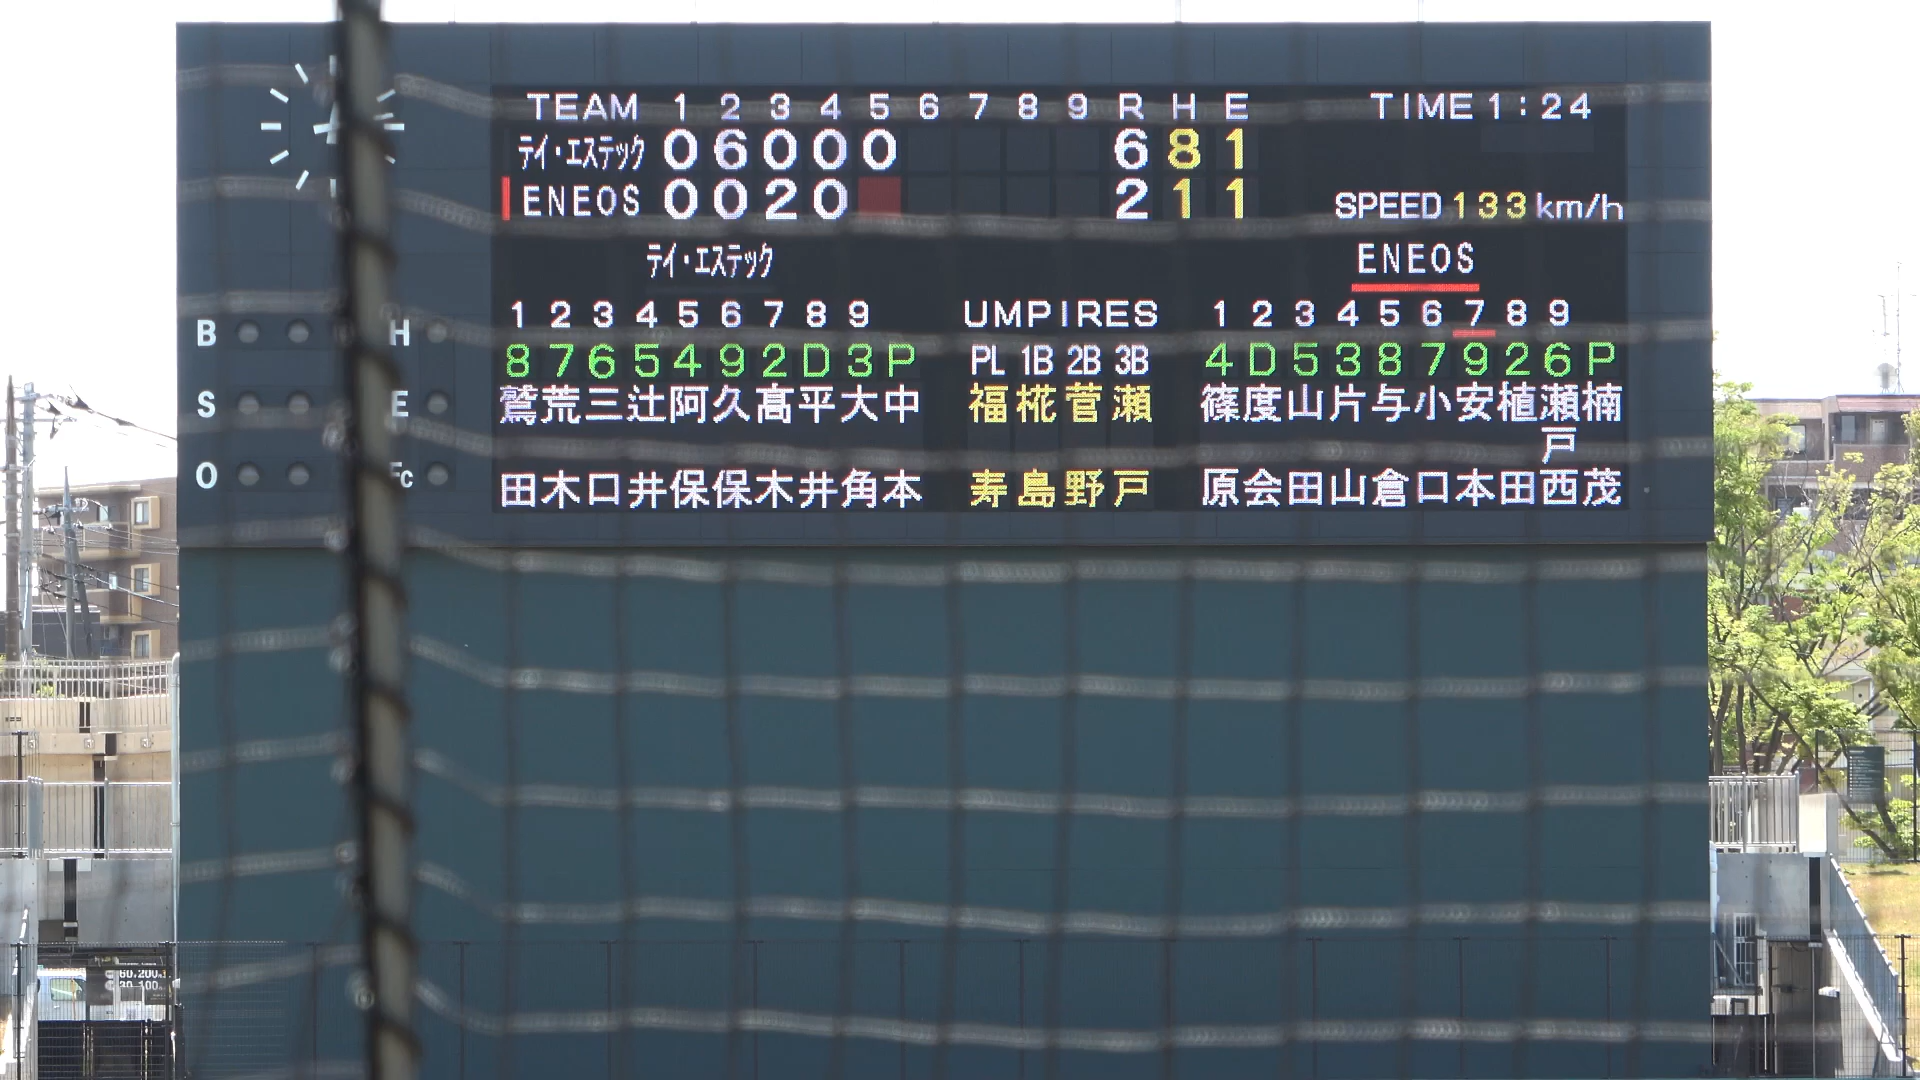 TEAM 1 2 3 4 5 6 7 8 9 R H E TIME 1:24
テイ・エステック 0 6 0 0 0 6 8 1
ENEOS 0 0 2 0 2 1 1 SPEED 133 km/h
テイ・エステック ENEOS
1 2 3 4 5 6 7 8 9 UMPIRES 1 2 3 4 5 6 7 8 9
B H 8 7 6 5 4 9 2 D 3 P PL 1B 2B 3B 4 D 5 3 8 7 9 2 6 P
S E 鷲荒三辻阿久髙平大中 福椛菅瀬 篠度山片与小安植瀬楠
戸
O Fc 田木口井保保木井角本 寿島野戸 原会田山倉口本田西茂
60,200
30 100